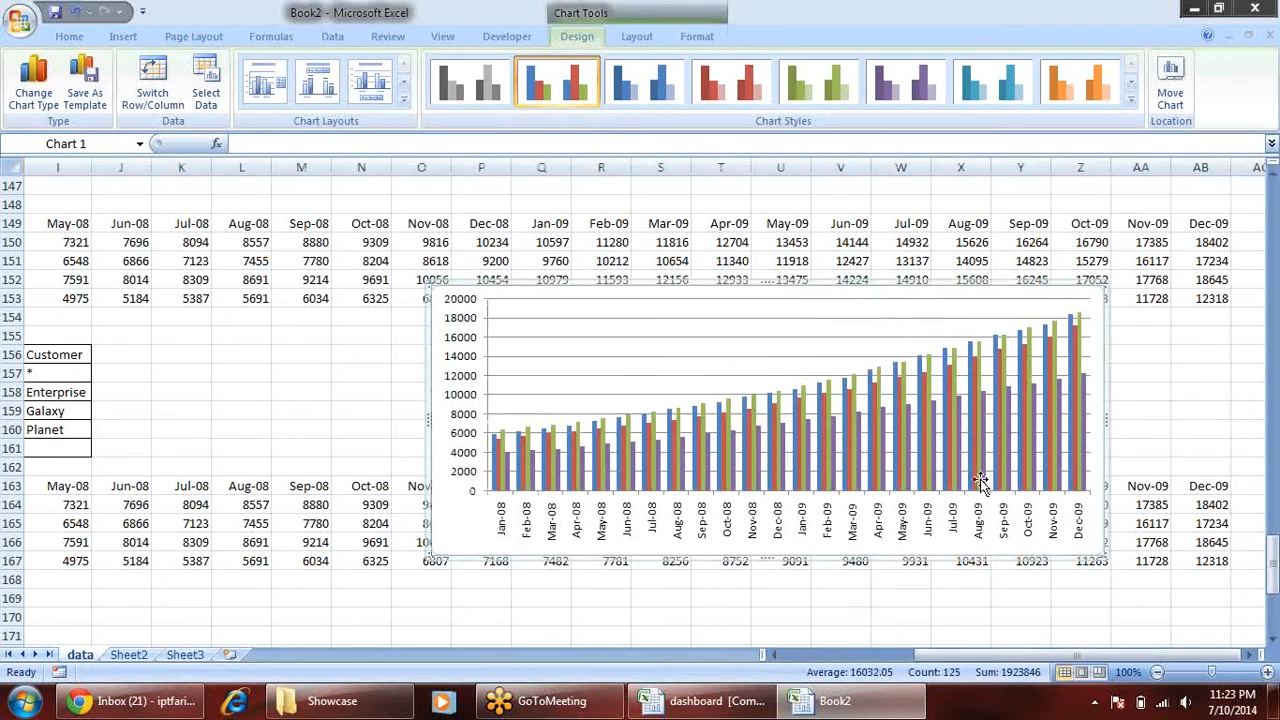 Book2 - Microsoft Excel Chart Tools
Home Insert Page Layout Formulas Data Review View Developer Design Layout Format
Change Chart Type Save As Template Switch Row/Column Select Data Move Chart
Type Data Chart Layouts Chart Styles Location
Chart 1 fx
I J K L M N O P Q R S T U V W X Y Z AA AB AC
147
148
149 May-08 Jun-08 Jul-08 Aug-08 Sep-08 Oct-08 Nov-08 Dec-08 Jan-09 Feb-09 Mar-09 Apr-09 May-09 Jun-09 Jul-09 Aug-09 Sep-09 Oct-09 Nov-09 Dec-09
150 7321 7696 8094 8557 8880 9309 9816 10234 10597 11280 11816 12704 13453 14144 14932 15626 16264 16790 17385 18402
151 6548 6866 7123 7455 7780 8204 8618 9200 9760 10212 10654 11340 11918 12427 13137 14095 14823 15279 16117 17234
152 7591 8014 8309 8791 9214 9691 10056 10454 10979 11593 12156 12933 13475 14224 14910 15608 16245 17052 17768 18645
153 4975 5184 5387 5691 6034 6325 11728 12318
154
155
156 Customer
157 *
158 Enterprise
159 Galaxy
160 Planet
161
162
163 May-08 Jun-08 Jul-08 Aug-08 Sep-08 Oct-08 Nov-09 Dec-09
164 7321 7696 8094 8557 8880 9309 17385 18402
165 6548 6866 7123 7455 7780 8204 16117 17234
166 7591 8014 8309 8791 9214 9691 17768 18645
167 4975 5184 5387 5691 6034 6325 6807 7168 7482 7781 8256 8752 9091 9480 9931 10431 10923 11263 11728 12318
168
169
170
171
20000
18000
16000
14000
12000
10000
8000
6000
4000
2000
0
Jan-08 Feb-08 Mar-08 Apr-08 May-08 Jun-08 Jul-08 Aug-08 Sep-08 Oct-08 Nov-08 Dec-08 Jan-09 Feb-09 Mar-09 Apr-09 May-09 Jun-09 Jul-09 Aug-09 Sep-09 Oct-09 Nov-09 Dec-09
data Sheet2 Sheet3
Ready Average: 16032.05 Count: 125 Sum: 1923846 100%
Inbox (21) - iptfari... Showcase GoToMeeting dashboard [Com... Book2 11:23 PM
7/10/2014